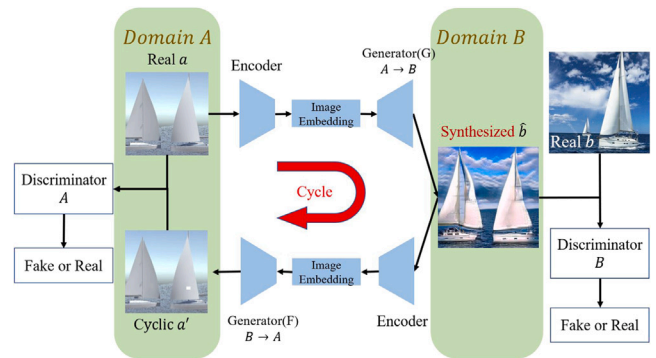 Domain A
Real a
Encoder
Generator(G)
A → B
Domain B
Image
Embedding
Synthesized b̂
Real b
Cycle
Discriminator
A
Fake or Real
Cyclic a′
Generator(F)
B → A
Image
Embedding
Encoder
Discriminator
B
Fake or Real